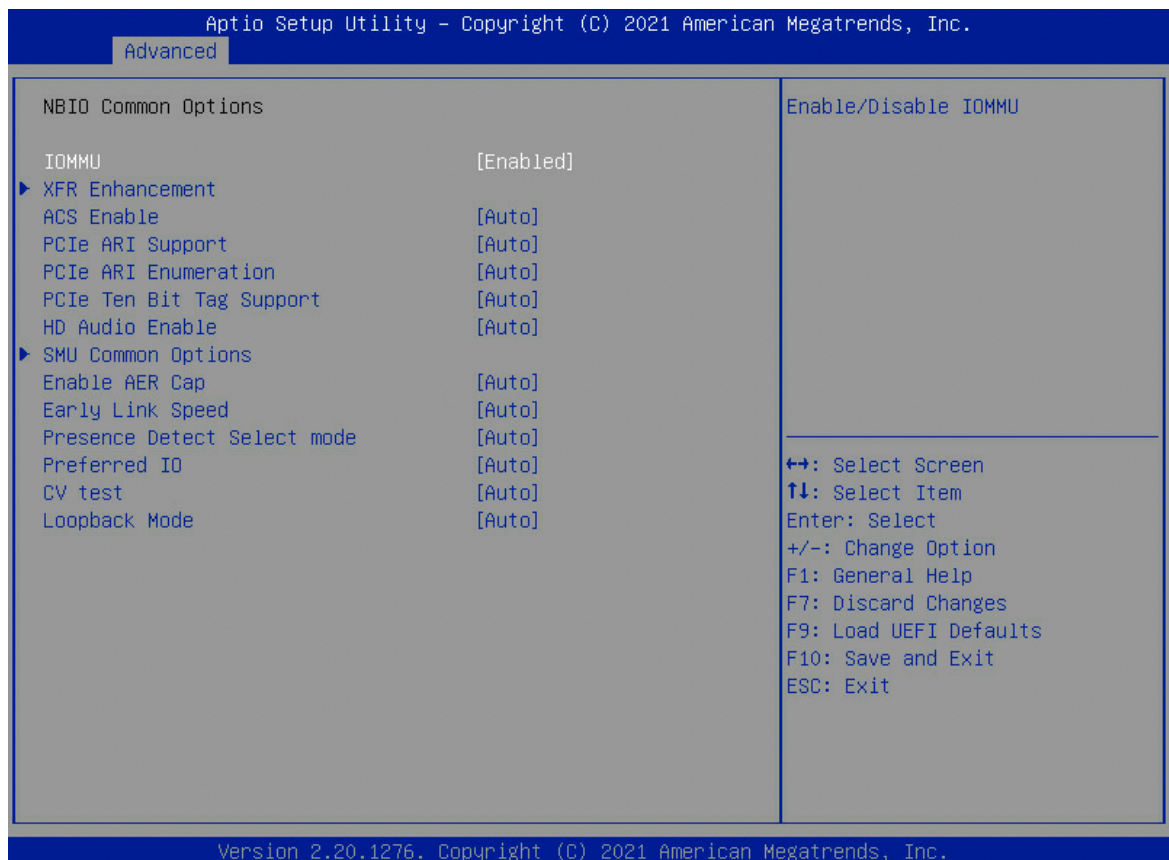 Aptio Setup Utility – Copyright (C) 2021 American Megatrends, Inc.
Advanced
NBIO Common Options
IOMMU [Enabled]
XFR Enhancement
ACS Enable [Auto]
PCIe ARI Support [Auto]
PCIe ARI Enumeration [Auto]
PCIe Ten Bit Tag Support [Auto]
HD Audio Enable [Auto]
SMU Common Options
Enable AER Cap [Auto]
Early Link Speed [Auto]
Presence Detect Select mode [Auto]
Preferred IO [Auto]
CV test [Auto]
Loopback Mode [Auto]
Enable/Disable IOMMU
↔: Select Screen
↑↓: Select Item
Enter: Select
+/-: Change Option
F1: General Help
F7: Discard Changes
F9: Load UEFI Defaults
F10: Save and Exit
ESC: Exit
Version 2.20.1276. Copyright (C) 2021 American Megatrends, Inc.